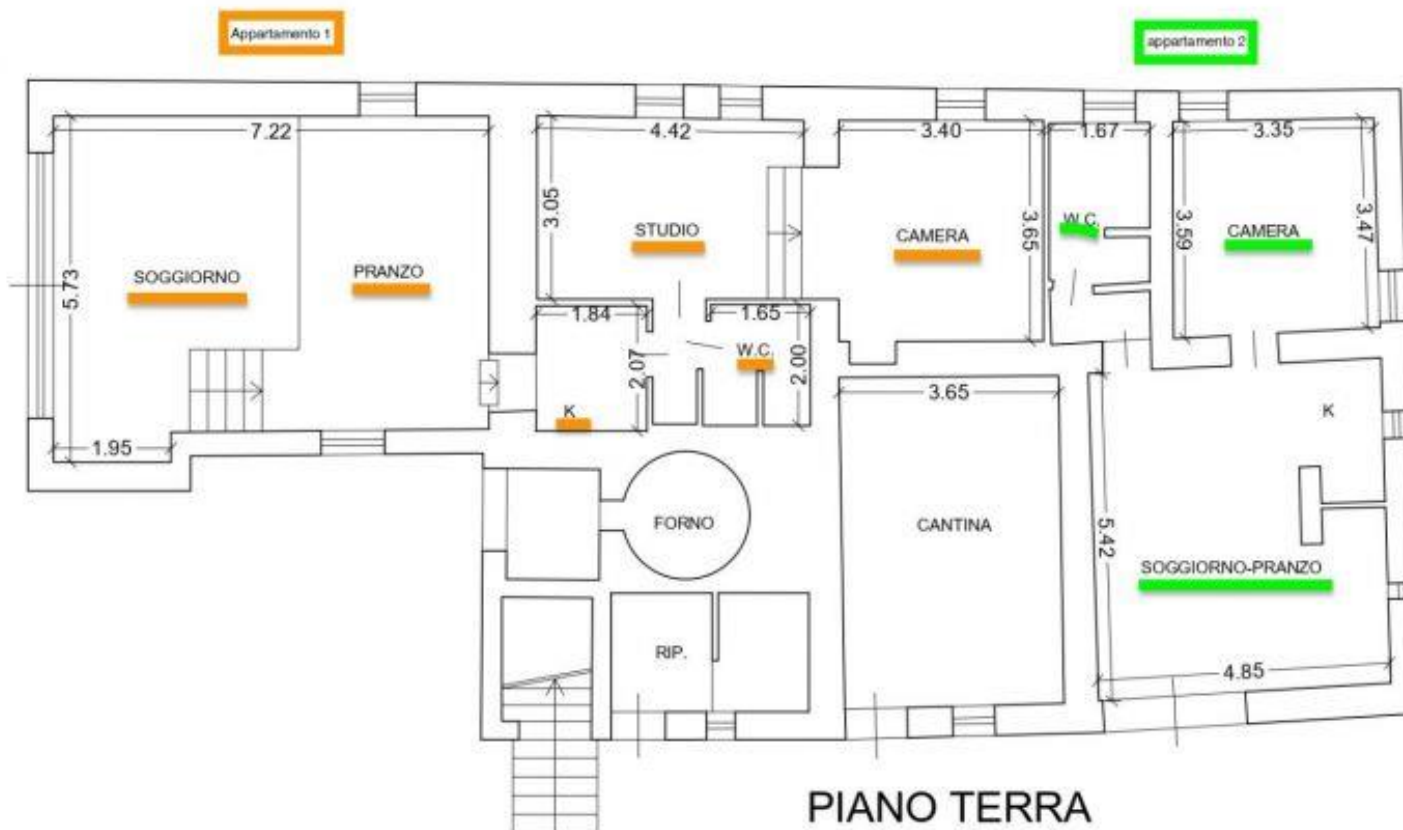 Appartamento 1
appartamento 2
7.22
4.42
3.40
1.67
3.35
3.05
STUDIO
CAMERA
3.65
W.C.
3.59
CAMERA
3.47
SOGGIORNO
PRANZO
5.73
1.84
1.65
2.07
W.C.
2.00
K
1.95
3.65
K
FORNO
CANTINA
5.42
SOGGIORNO-PRANZO
RIP.
4.85
PIANO TERRA